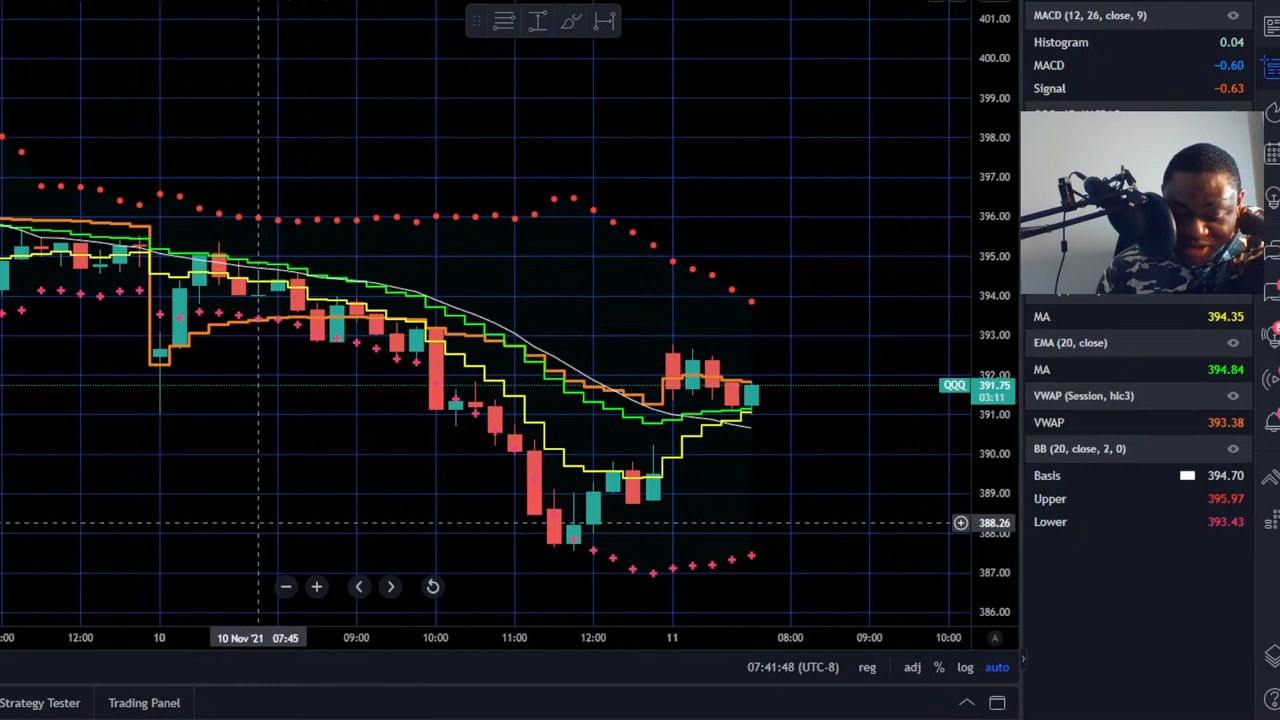 401.00
400.00
399.00
398.00
397.00
396.00
395.00
394.00
393.00
392.00
QQQ 391.75
03:11
391.00
390.00
389.00
388.26
388.00
387.00
386.00
:00 12:00 10 10 Nov '21 07:45 09:00 10:00 11:00 12:00 11 08:00 09:00 10:00 A
07:41:48 (UTC-8) reg adj % log auto
Strategy Tester Trading Panel
MACD (12, 26, close, 9)
Histogram 0.04
MACD −0.60
Signal −0.63
MA 394.35
EMA (20, close)
MA 394.84
VWAP (Session, hlc3)
VWAP 393.38
BB (20, close, 2, 0)
Basis 394.70
Upper 395.97
Lower 393.43